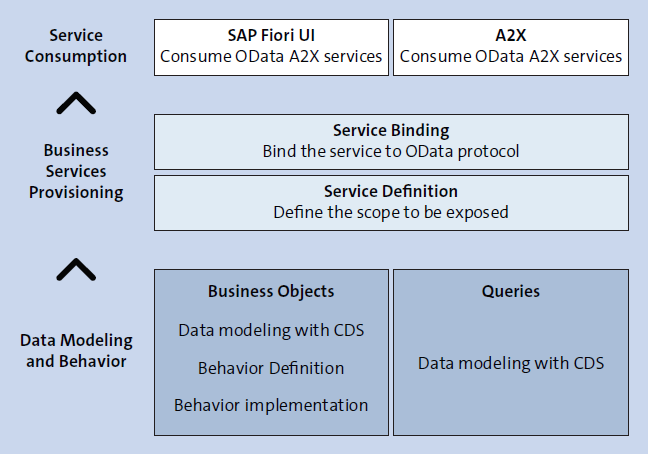 Service
Consumption
SAP Fiori UI
Consume OData A2X services
A2X
Consume OData A2X services
Business
Services
Provisioning
Service Binding
Bind the service to OData protocol
Service Definition
Define the scope to be exposed
Data Modeling
and Behavior
Business Objects
Data modeling with CDS
Behavior Definition
Behavior implementation
Queries
Data modeling with CDS